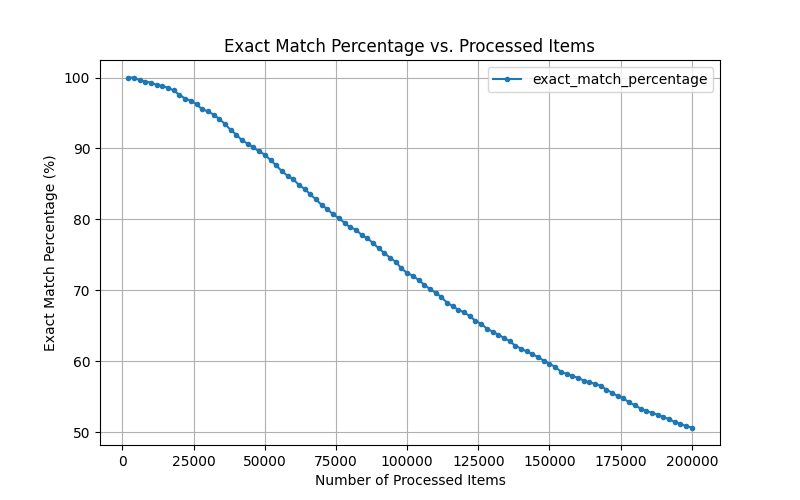 Exact Match Percentage vs. Processed Items
exact_match_percentage
Exact Match Percentage (%)
100
90
80
70
60
50
0 25000 50000 75000 100000 125000 150000 175000 200000
Number of Processed Items